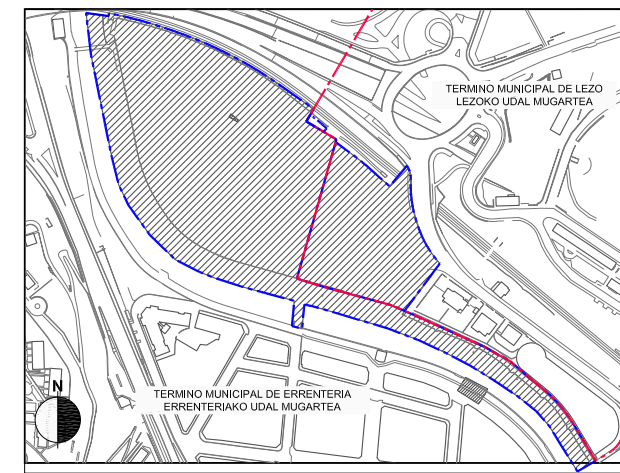 TERMINO MUNICIPAL DE LEZO
LEZOKO UDAL MUGARTEA
TERMINO MUNICIPAL DE ERRENTERIA
ERRENTERIAKO UDAL MUGARTEA
N